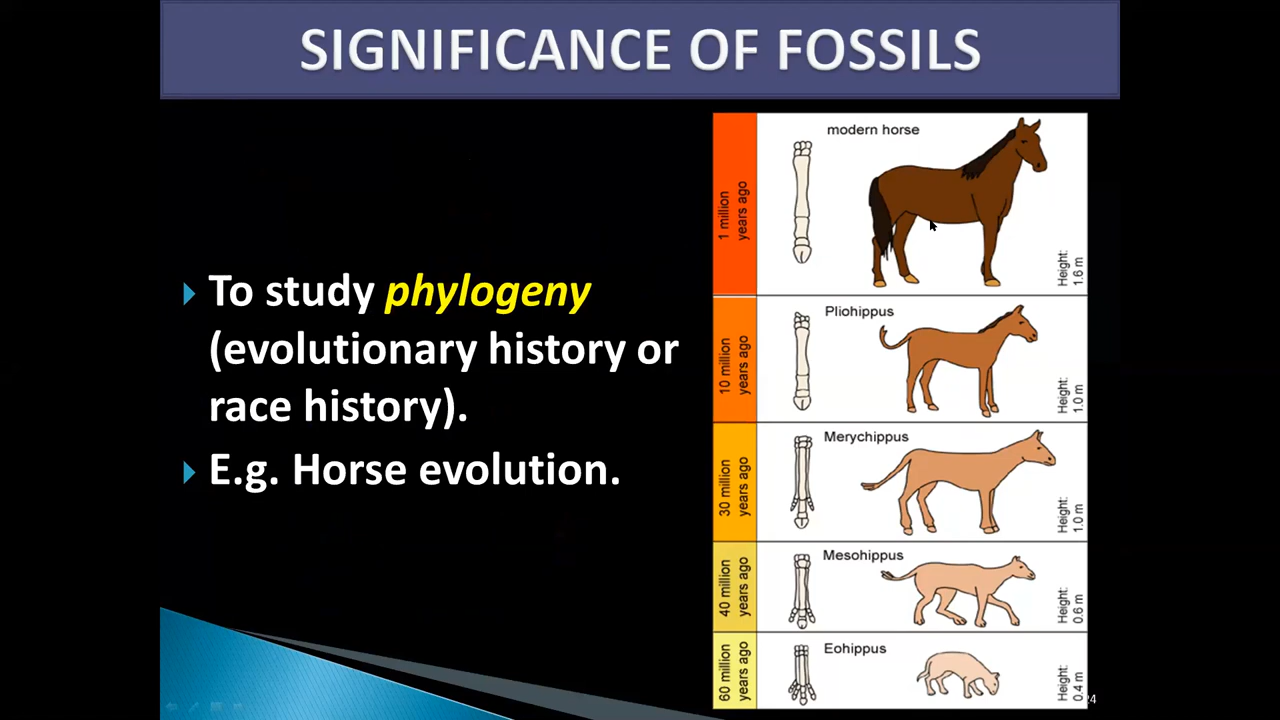 SIGNIFICANCE OF FOSSILS
To study phylogeny
(evolutionary history or
race history).
E.g. Horse evolution.
1 million
years ago
modern horse
Height:
1.6 m
10 million
years ago
Pliohippus
Height:
1.0 m
30 million
years ago
Merychippus
Height:
1.0 m
40 million
years ago
Mesohippus
Height:
0.6 m
60 million
years ago
Eohippus
Height:
0.4 m
24